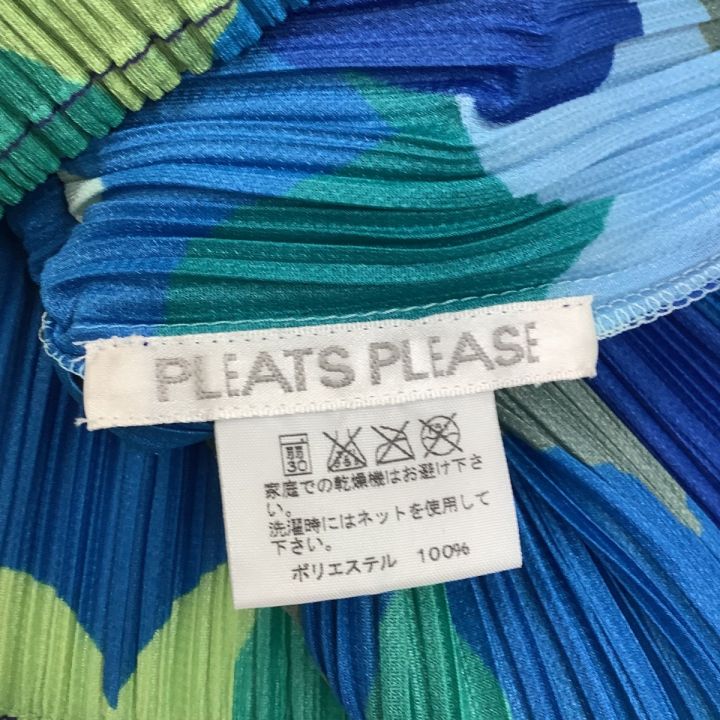 PLEATS PLEASE
弱
30
家庭での乾燥機はお避け下さ
い。
洗濯時にはネットを使用して
下さい。
ポリエステル 100%